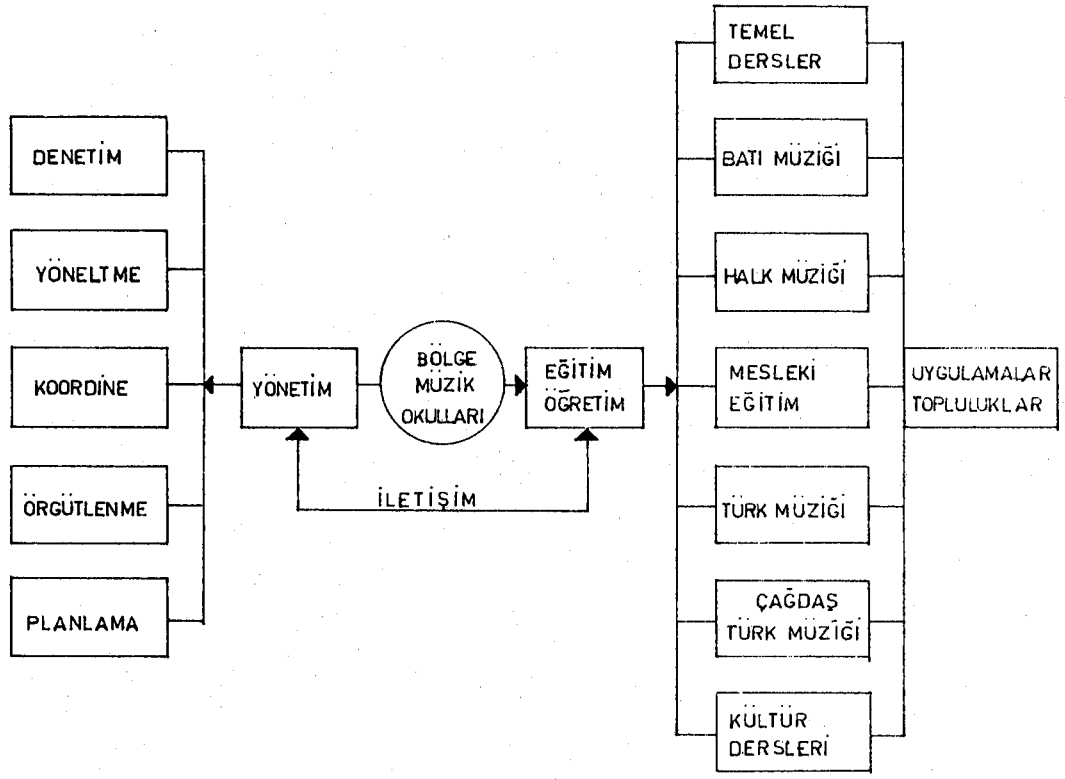 DENETİM
YÖNELTME
KOORDİNE
ÖRGÜTLENME
PLANLAMA
YÖNETİM
BÖLGE
MÜZİK
OKULLARI
İLETİŞİM
EĞİTİM
ÖĞRETİM
TEMEL
DERSLER
BATI MÜZİĞİ
HALK MÜZİĞİ
MESLEKİ
EĞİTİM
TÜRK MÜZİĞİ
ÇAĞDAŞ
TÜRK MÜZİĞİ
KÜLTÜR
DERSLERİ
UYGULAMALAR
TOPLULUKLAR